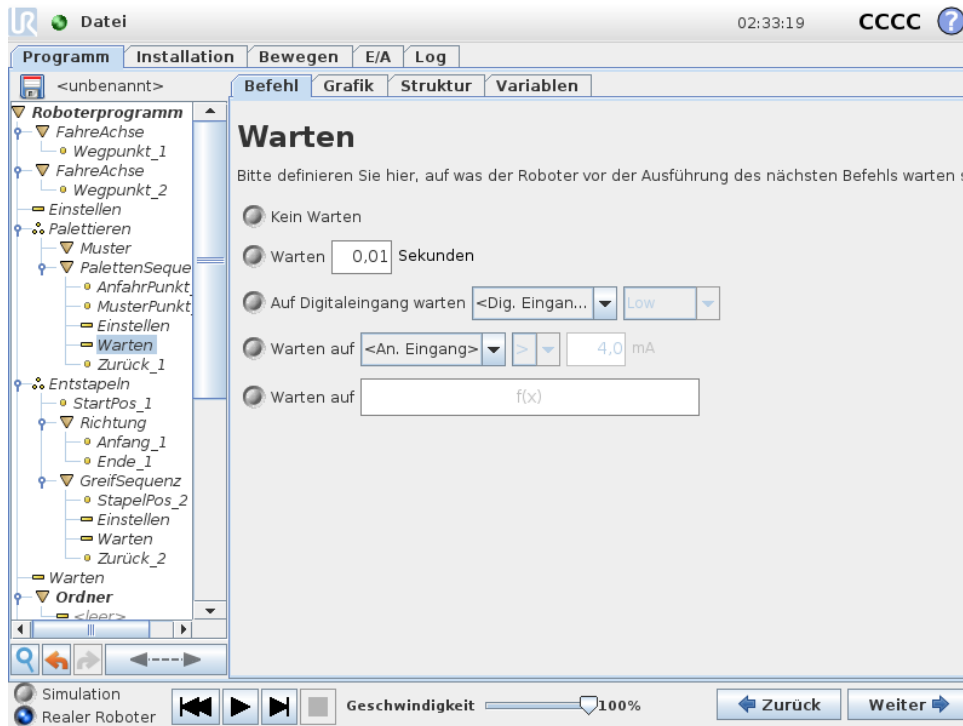 UR Datei 02:33:19 CCCC ?
Programm Installation Bewegen E/A Log
<unbenannt>
Befehl Grafik Struktur Variablen
Roboterprogramm
FahreAchse
Wegpunkt_1
FahreAchse
Wegpunkt_2
Einstellen
Palettieren
Muster
PalettenSeque
AnfahrPunkt_
MusterPunkt_
Einstellen
Warten
Zurück_1
Entstapeln
StartPos_1
Richtung
Anfang_1
Ende_1
GreifSequenz
StapelPos_2
Einstellen
Warten
Zurück_2
Warten
Ordner
<leer>
Warten
Bitte definieren Sie hier, auf was der Roboter vor der Ausführung des nächsten Befehls warten s
Kein Warten
Warten 0,01 Sekunden
Auf Digitaleingang warten <Dig. Eingan... Low
Warten auf <An. Eingang> > 4,0 mA
Warten auf f(x)
Simulation
Realer Roboter
Geschwindigkeit 100%
Zurück Weiter